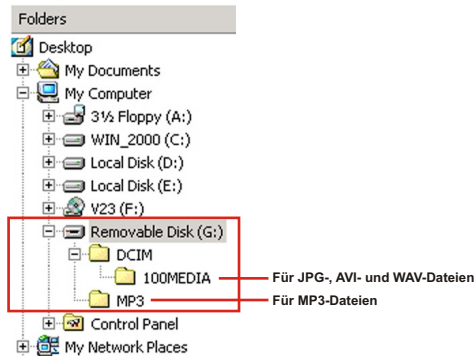 Folders
Desktop
My Documents
My Computer
3½ Floppy (A:)
WIN_2000 (C:)
Local Disk (D:)
Local Disk (E:)
V23 (F:)
Removable Disk (G:)
DCIM
100MEDIA Für JPG-, AVI- und WAV-Dateien
MP3 Für MP3-Dateien
Control Panel
My Network Places